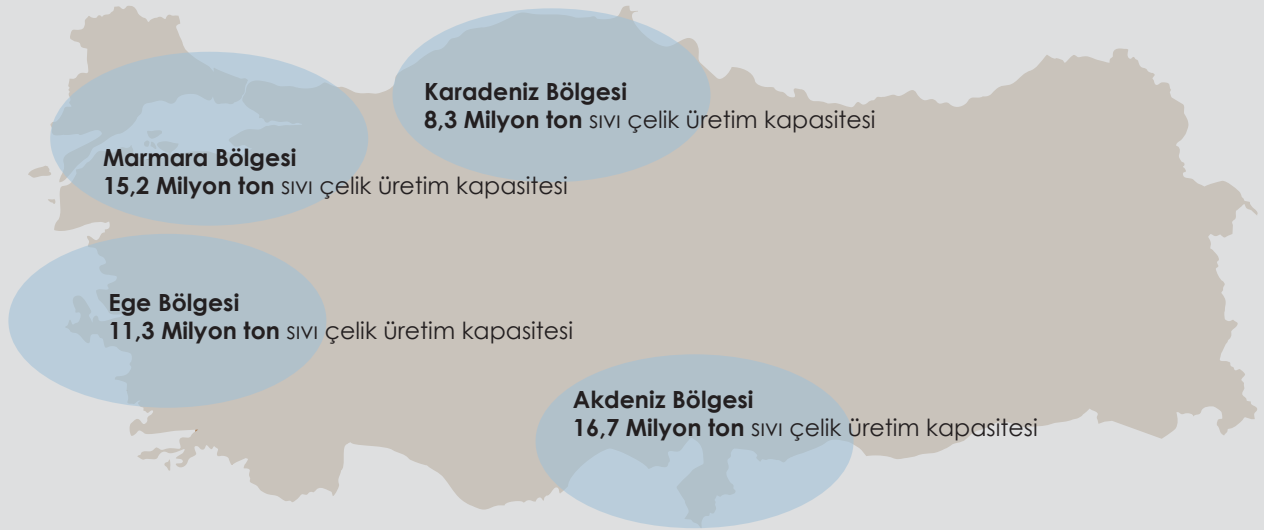 Karadeniz Bölgesi
8,3 Milyon ton sıvı çelik üretim kapasitesi
Marmara Bölgesi
15,2 Milyon ton sıvı çelik üretim kapasitesi
Ege Bölgesi
11,3 Milyon ton sıvı çelik üretim kapasitesi
Akdeniz Bölgesi
16,7 Milyon ton sıvı çelik üretim kapasitesi